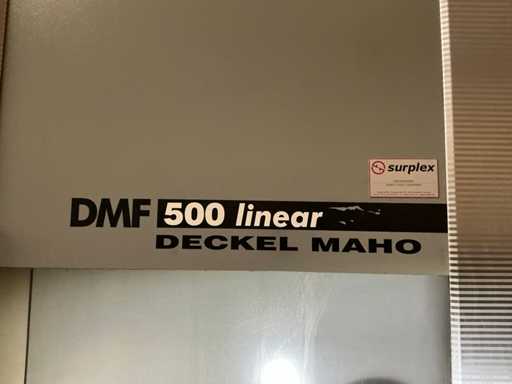 surplex
DMF 500 linear
DECKEL MAHO